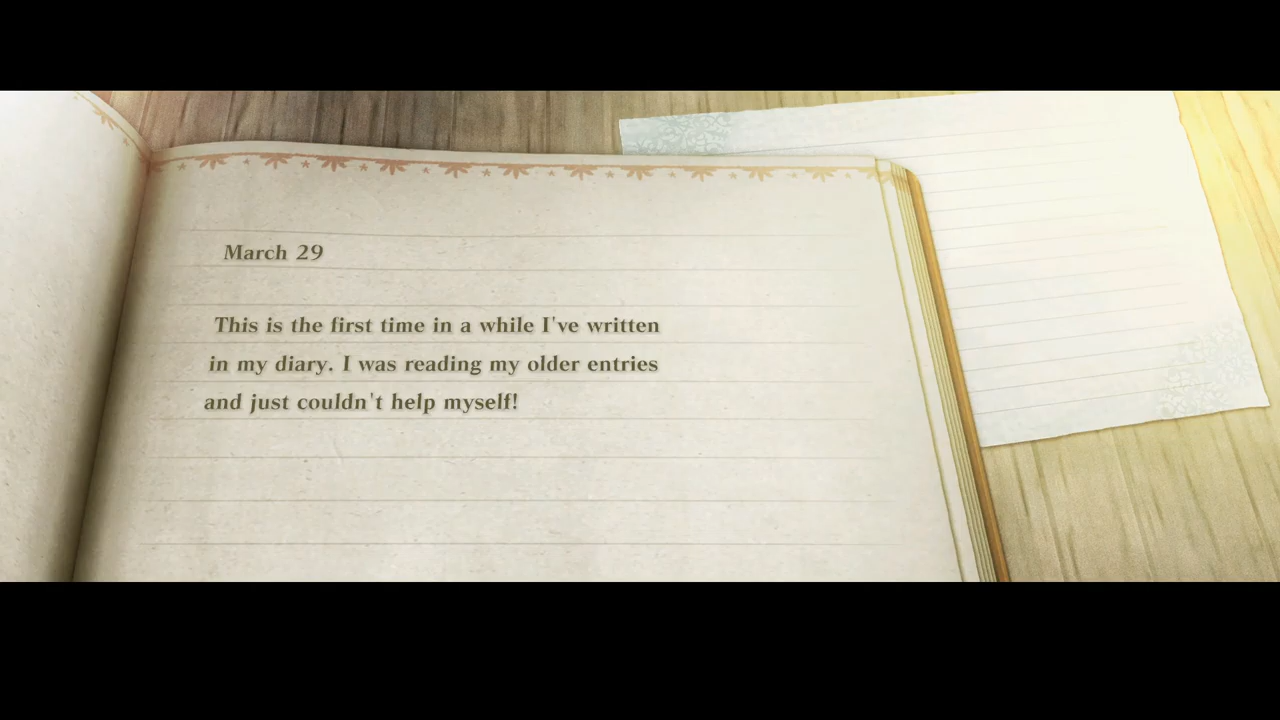 March 29
This is the first time in a while I've written
in my diary. I was reading my older entries
and just couldn't help myself!